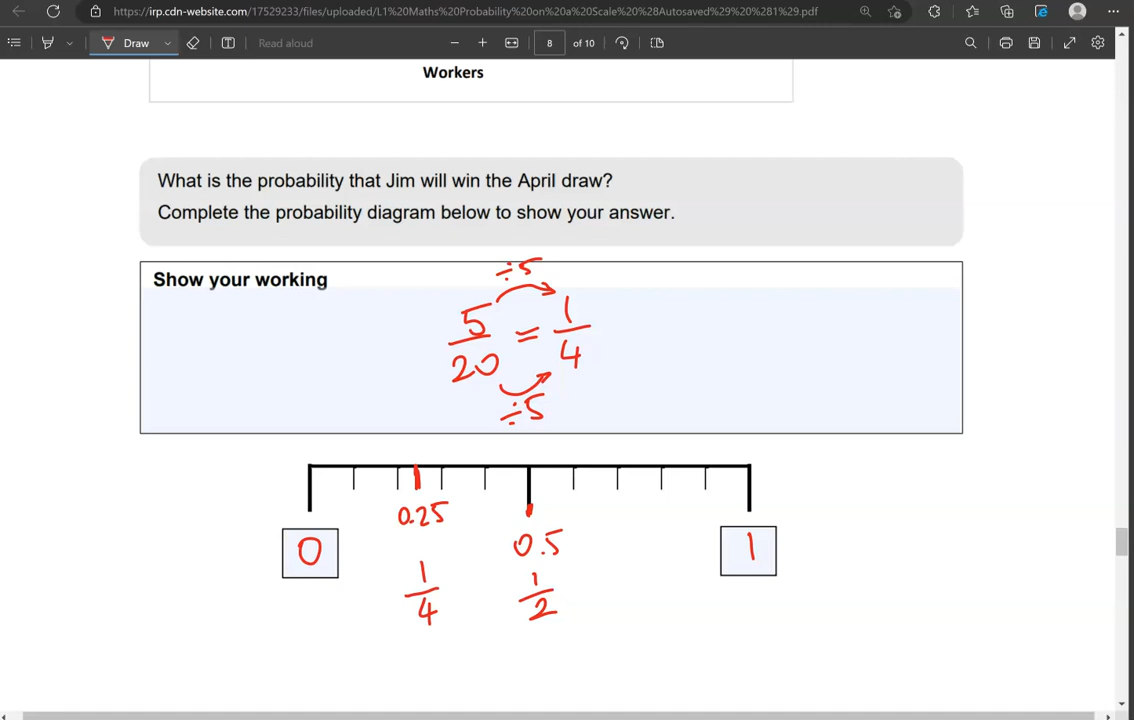 https://irp.cdn-website.com/17529233/files/uploaded/L1%20Maths%20Probability%20on%20a%20Scale%20%28Autosaved%29%20%281%29.pdf
Draw
Read aloud
8
of 10
Workers
What is the probability that Jim will win the April draw?
Complete the probability diagram below to show your answer.
Show your working
÷5
5/20 = 1/4
÷5
0.25
0
0.5
1
1/4
1/2